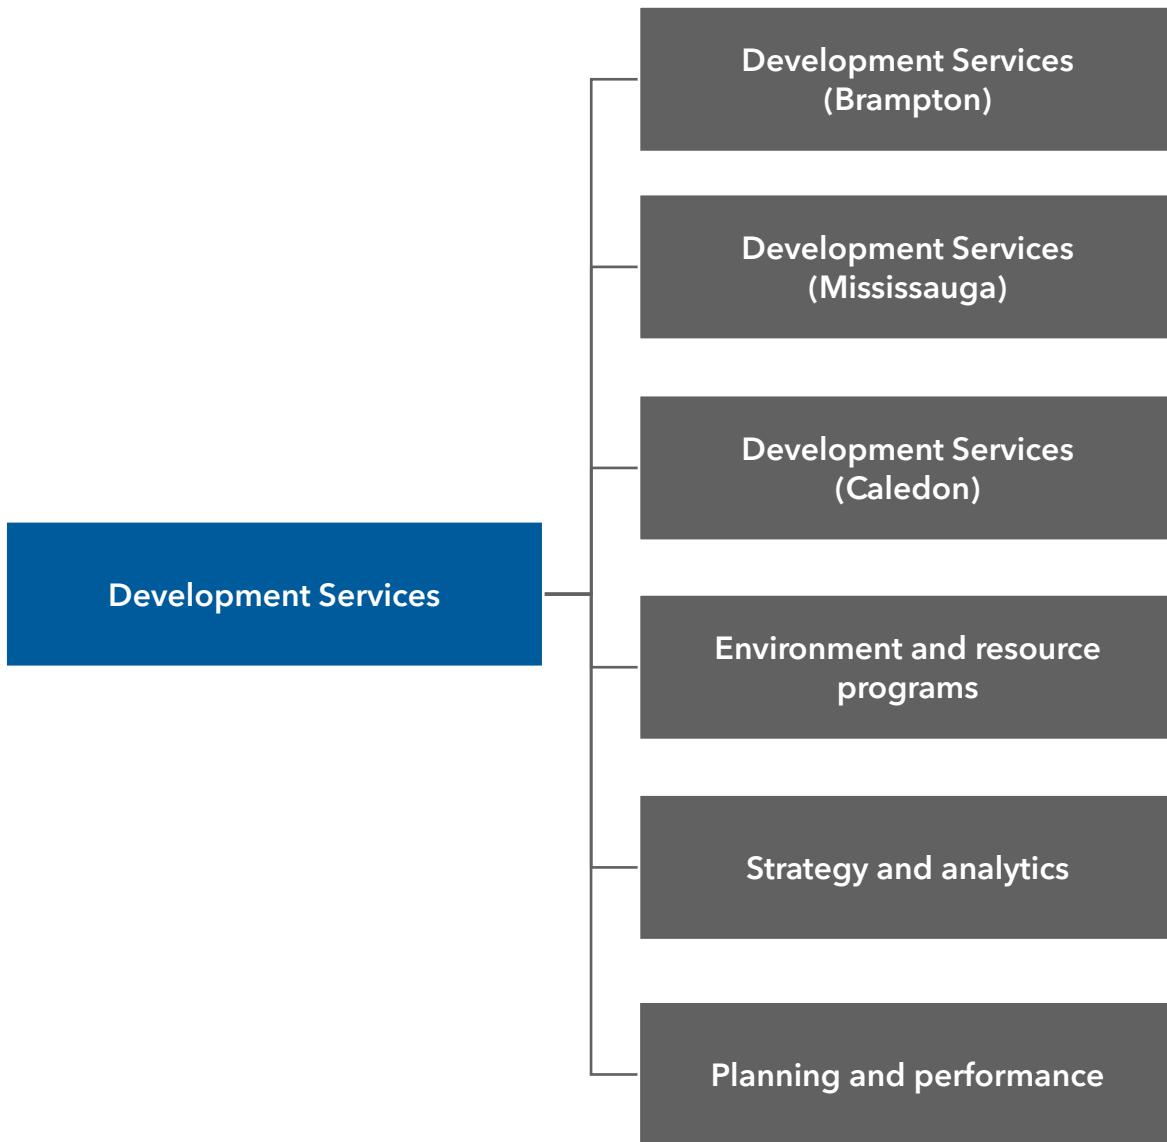 Development Services
(Brampton)
Development Services
(Mississauga)
Development Services
(Caledon)
Development Services
Environment and resource
programs
Strategy and analytics
Planning and performance